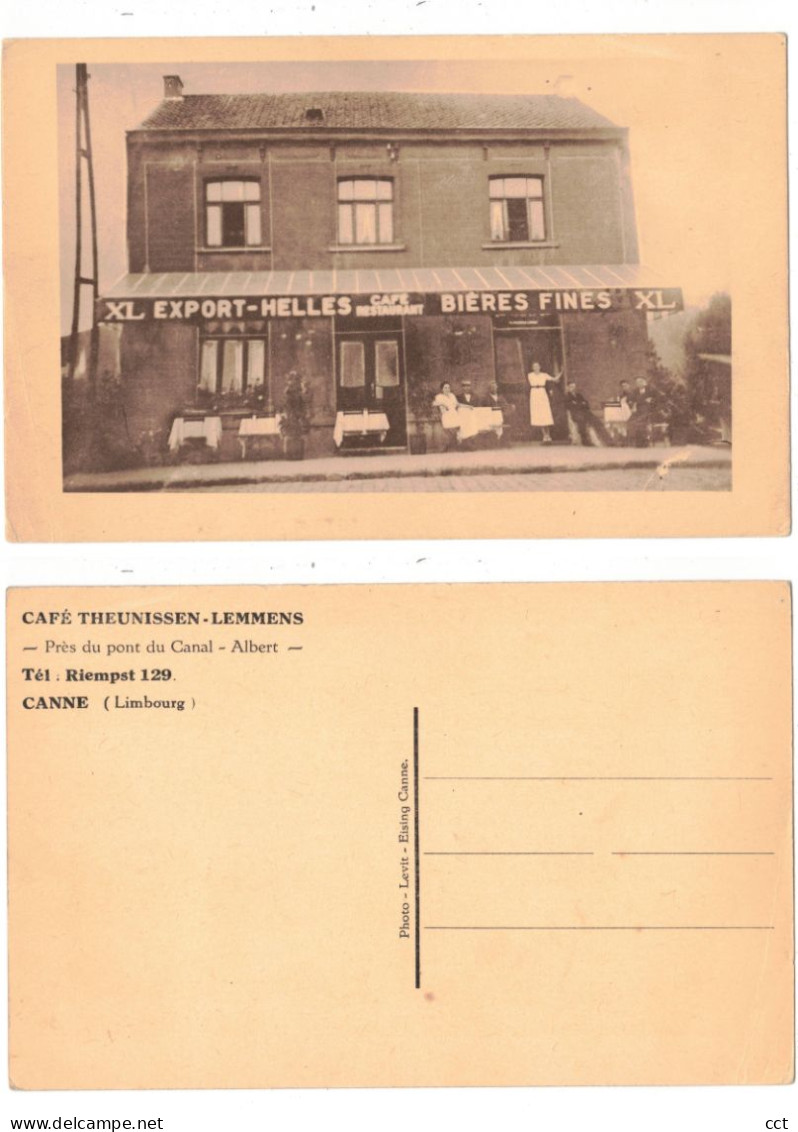 XL EXPORT-HELLES CAFÉ RESTAURANT BIÈRES FINES XL
CAFÉ THEUNISSEN-LEMMENS
— Près du pont du Canal - Albert —
Tél : Riempst 129.
CANNE ( Limbourg )
Photo - Levit - Eising Canne.
www.delcampe.net
cct